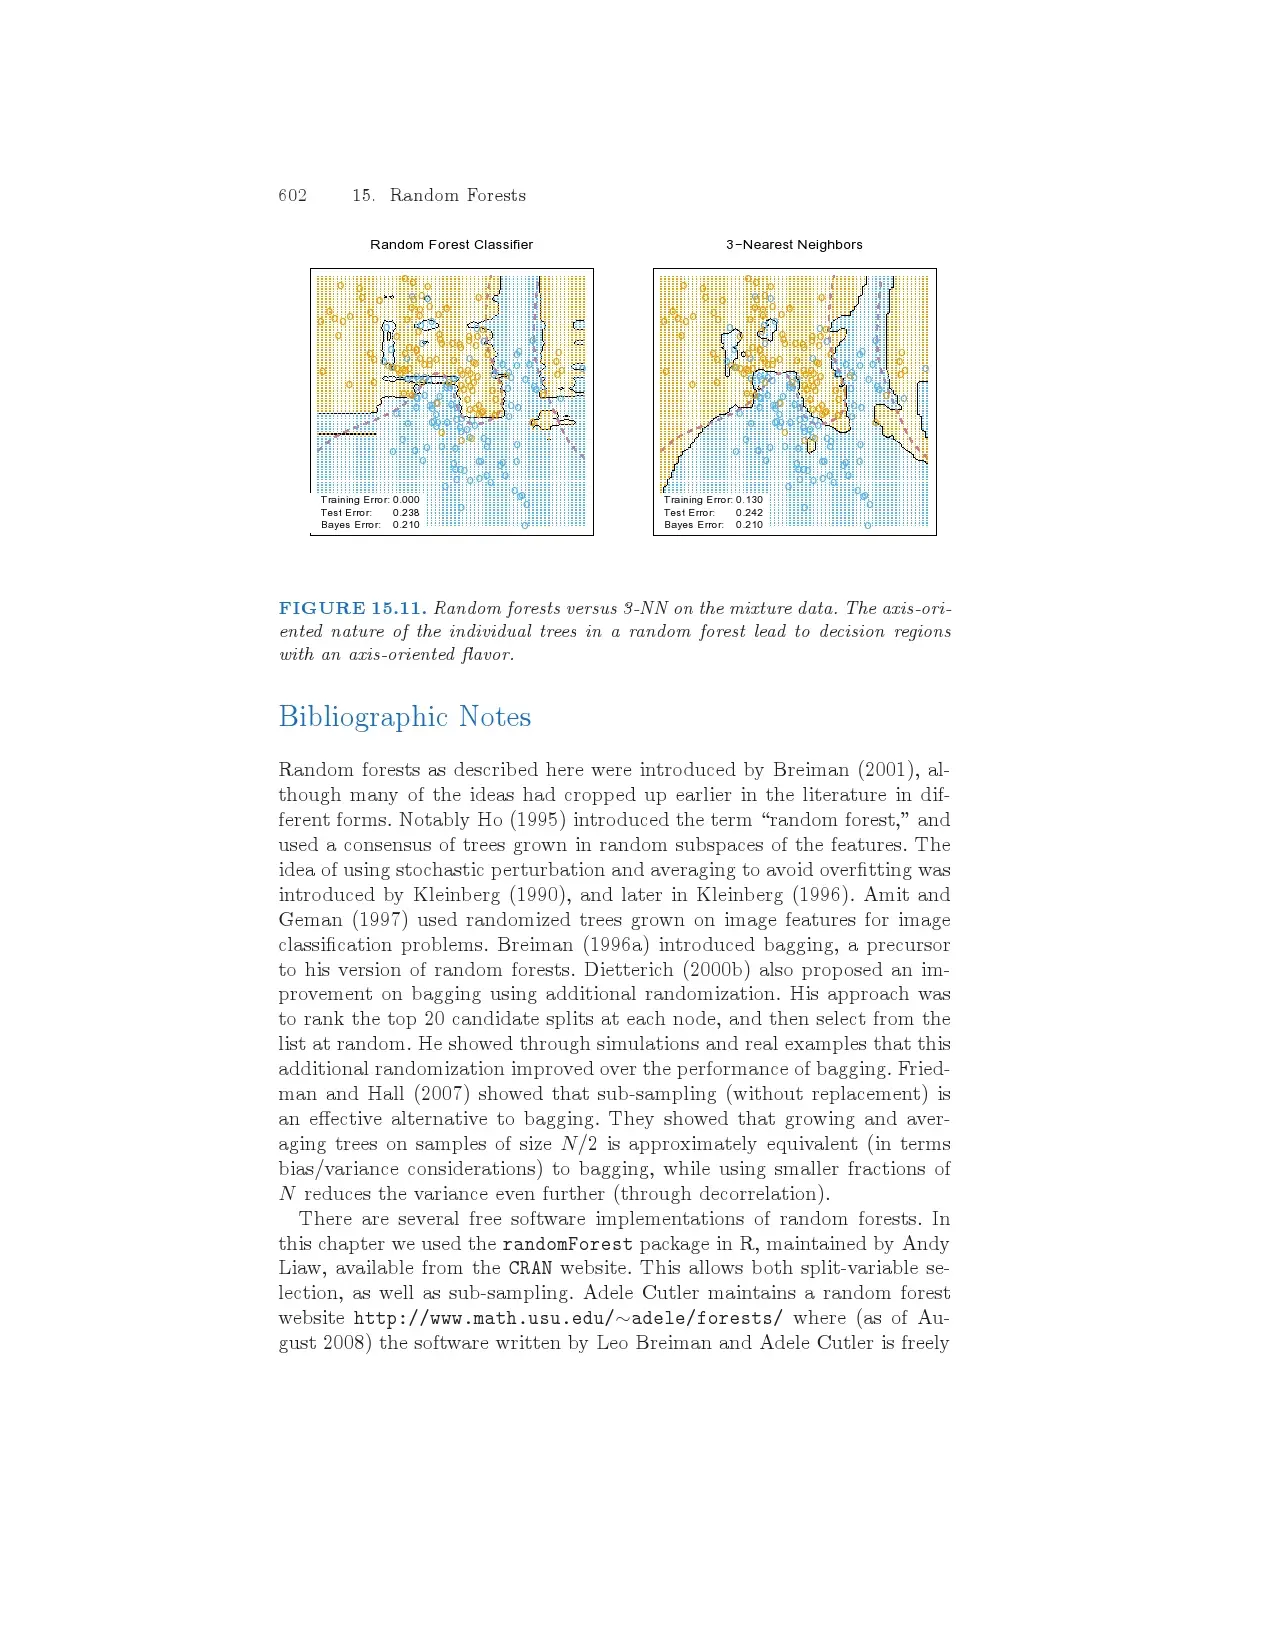 602 15. Random Forests
Random Forest Classifier
3−Nearest Neighbors
Training Error: 0.000
Test Error: 0.238
Bayes Error: 0.210
Training Error: 0.130
Test Error: 0.242
Bayes Error: 0.210
FIGURE 15.11. Random forests versus 3-NN on the mixture data. The axis-ori-
ented nature of the individual trees in a random forest lead to decision regions
with an axis-oriented flavor.
Bibliographic Notes
Random forests as described here were introduced by Breiman (2001), al-
though many of the ideas had cropped up earlier in the literature in dif-
ferent forms. Notably Ho (1995) introduced the term “random forest,” and
used a consensus of trees grown in random subspaces of the features. The
idea of using stochastic perturbation and averaging to avoid overfitting was
introduced by Kleinberg (1990), and later in Kleinberg (1996). Amit and
Geman (1997) used randomized trees grown on image features for image
classification problems. Breiman (1996a) introduced bagging, a precursor
to his version of random forests. Dietterich (2000b) also proposed an im-
provement on bagging using additional randomization. His approach was
to rank the top 20 candidate splits at each node, and then select from the
list at random. He showed through simulations and real examples that this
additional randomization improved over the performance of bagging. Fried-
man and Hall (2007) showed that sub-sampling (without replacement) is
an effective alternative to bagging. They showed that growing and aver-
aging trees on samples of size N/2 is approximately equivalent (in terms
bias/variance considerations) to bagging, while using smaller fractions of
N reduces the variance even further (through decorrelation).
There are several free software implementations of random forests. In
this chapter we used the randomForest package in R, maintained by Andy
Liaw, available from the CRAN website. This allows both split-variable se-
lection, as well as sub-sampling. Adele Cutler maintains a random forest
website http://www.math.usu.edu/∼adele/forests/ where (as of Au-
gust 2008) the software written by Leo Breiman and Adele Cutler is freely